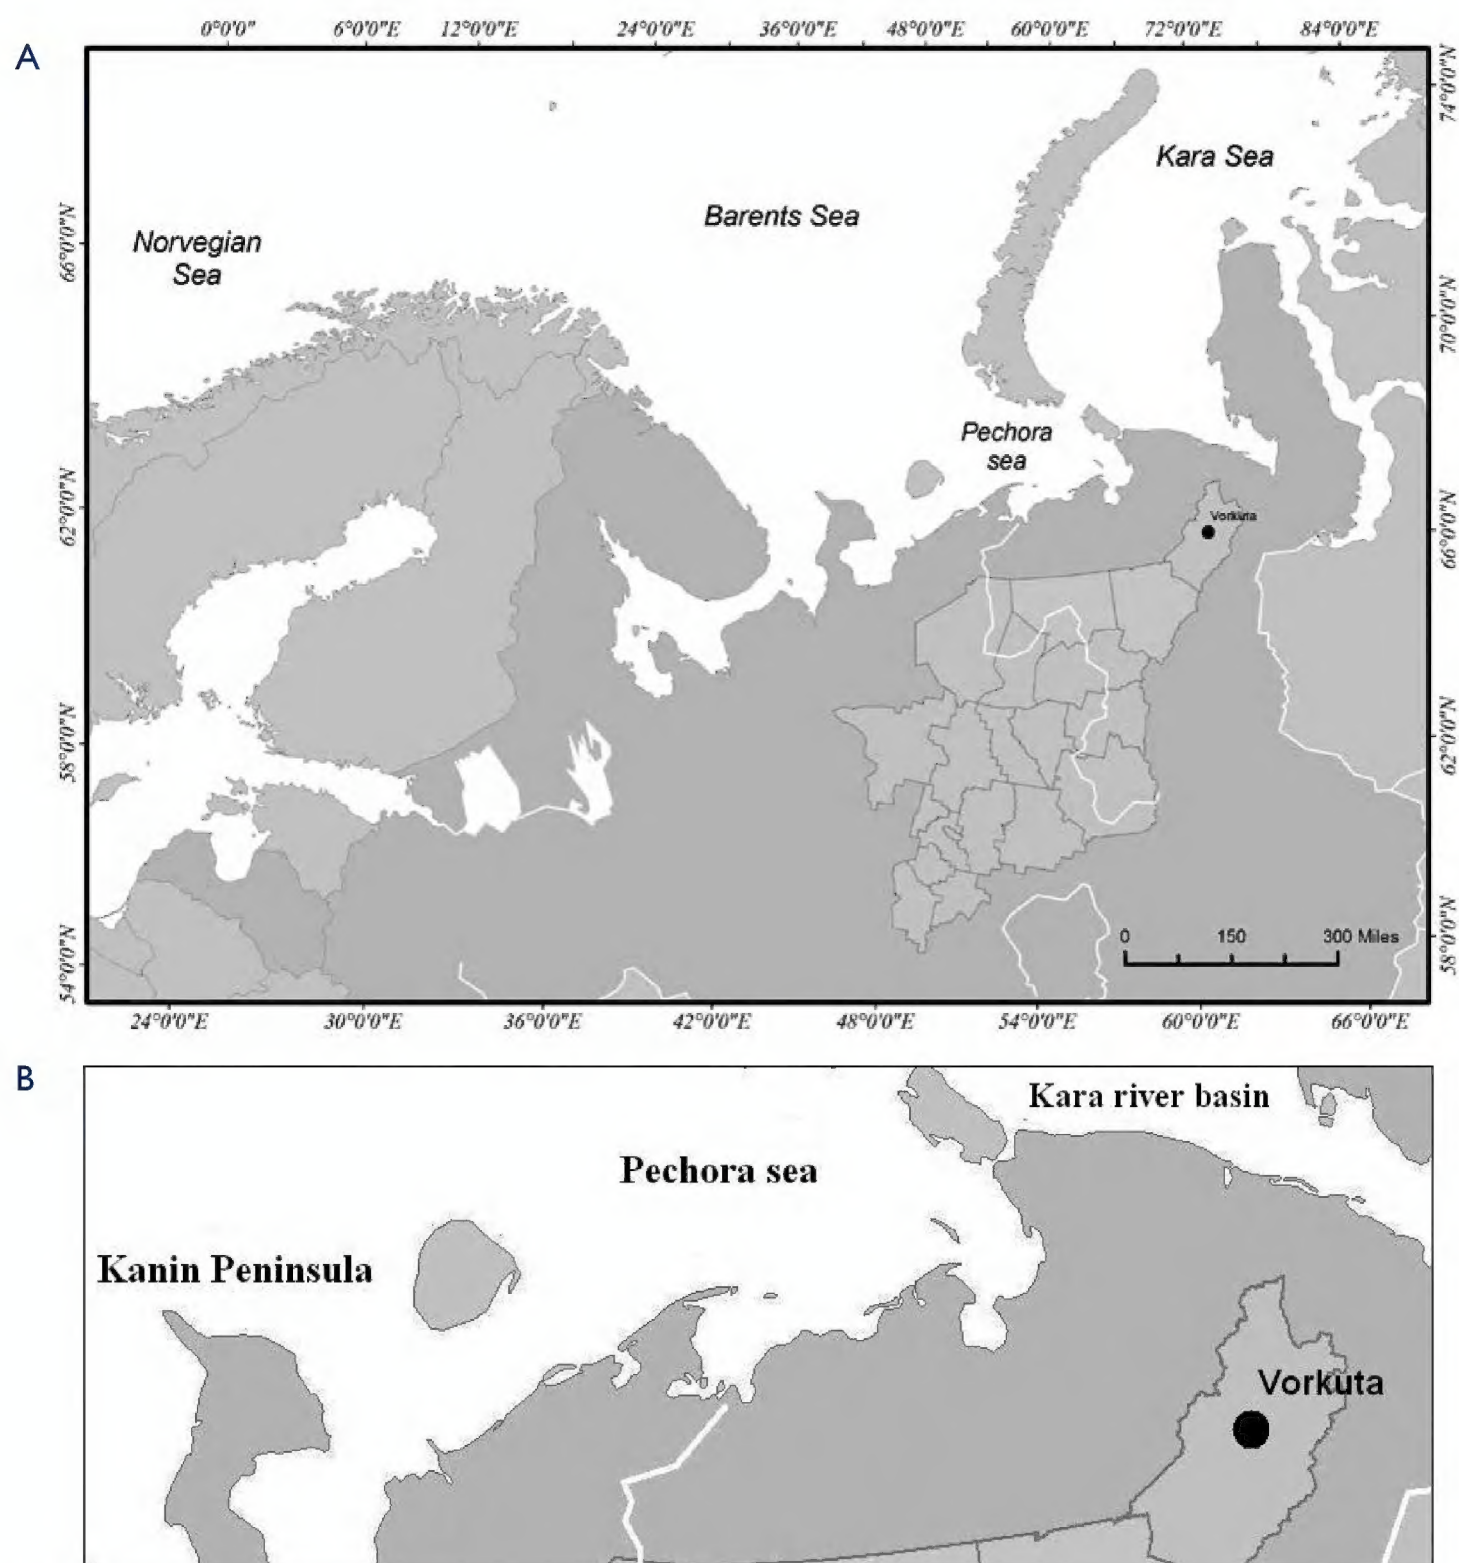 0°0'0"
6°0'0"E
12°0'0"E
24°0'0"E
36°0'0"E
48°0'0"E
60°0'0"E
72°0'0"E
84°0'0"E
A
74°0'0"N
Kara Sea
Barents Sea
66°0'0"N
Norvegian
Sea
70°0'0"N
Pechora
sea
62°0'0"N
Vorkuta
66°0'0"N
58°0'0"N
62°0'0"N
54°0'0"N
0
150
300 Miles
58°0'0"N
24°0'0"E
30°0'0"E
36°0'0"E
42°0'0"E
48°0'0"E
54°0'0"E
60°0'0"E
66°0'0"E
B
Kara river basin
Pechora sea
Kanin Peninsula
Vorkuta